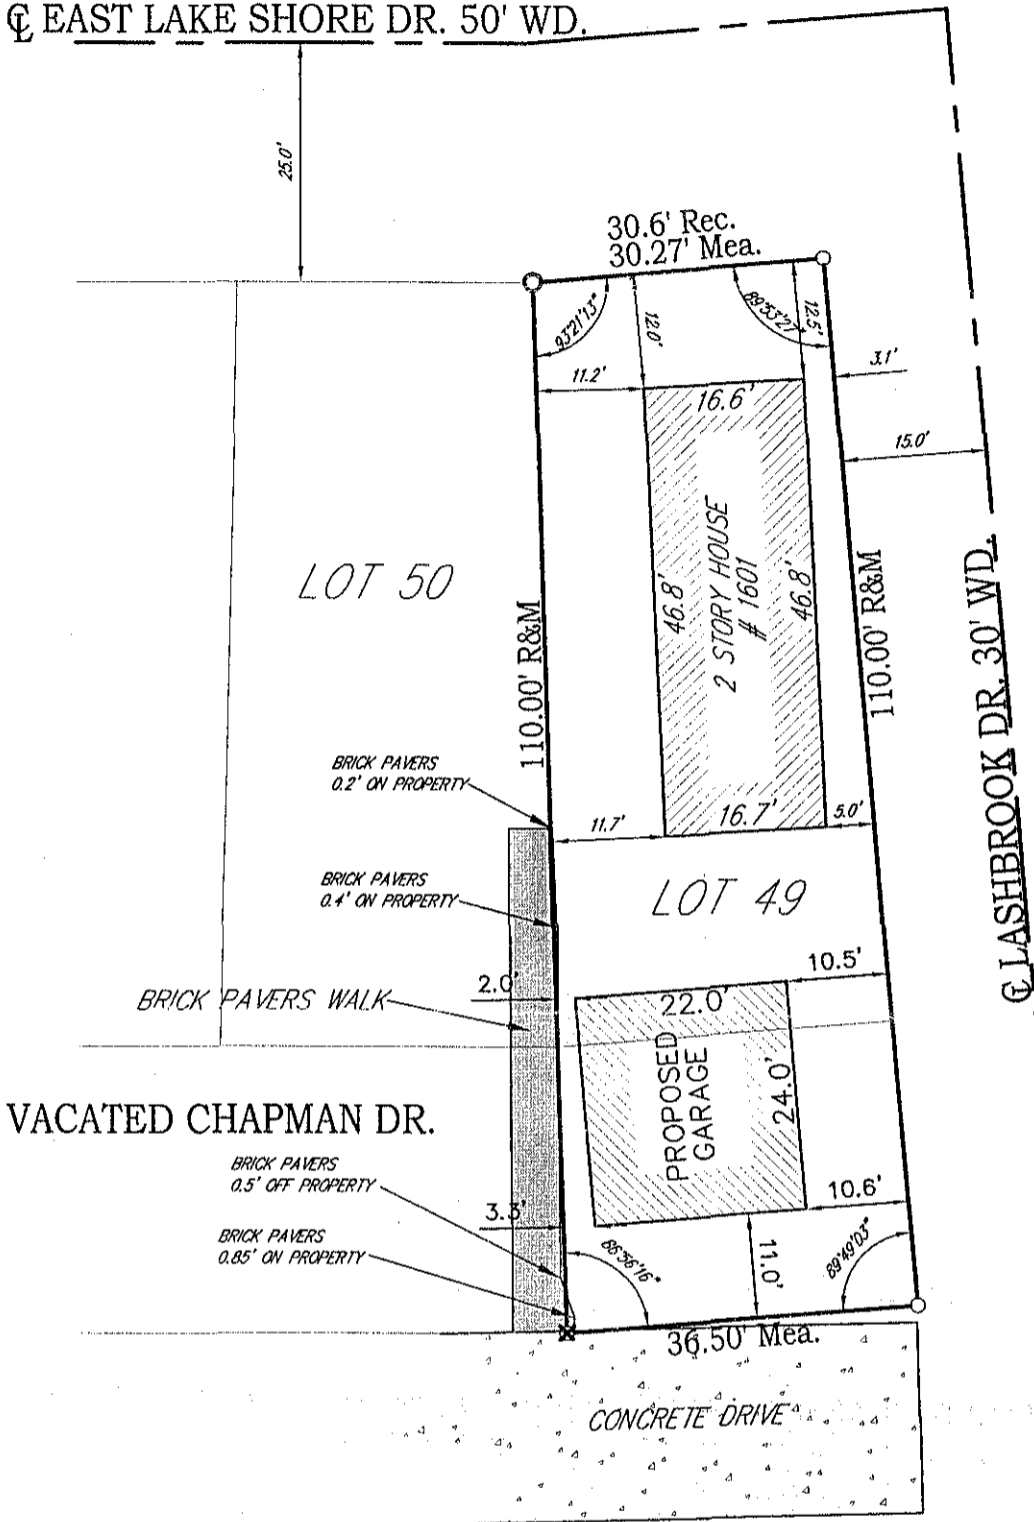 ℄ EAST LAKE SHORE DR. 50' WD.
25.0'
30.6' Rec.
30.27' Mea.
93°21'13"
12.0'
89°53'27"
12.5'
3.1'
11.2'
16.6'
15.0'
LOT 50
2 STORY HOUSE
# 1601
46.8'
46.8'
110.00' R&M
110.00' R&M
℄ LASHBROOK DR. 30' WD.
BRICK PAVERS
0.2' ON PROPERTY
11.7'
16.7'
5.0'
BRICK PAVERS
0.4' ON PROPERTY
LOT 49
10.5'
2.0'
BRICK PAVERS WALK
22.0'
PROPOSED
GARAGE
24.0'
VACATED CHAPMAN DR.
BRICK PAVERS
0.5' OFF PROPERTY
3.3'
10.6'
BRICK PAVERS
0.85' ON PROPERTY
86°56'16"
11.0'
89°49'03"
36.50' Mea.
CONCRETE DRIVE